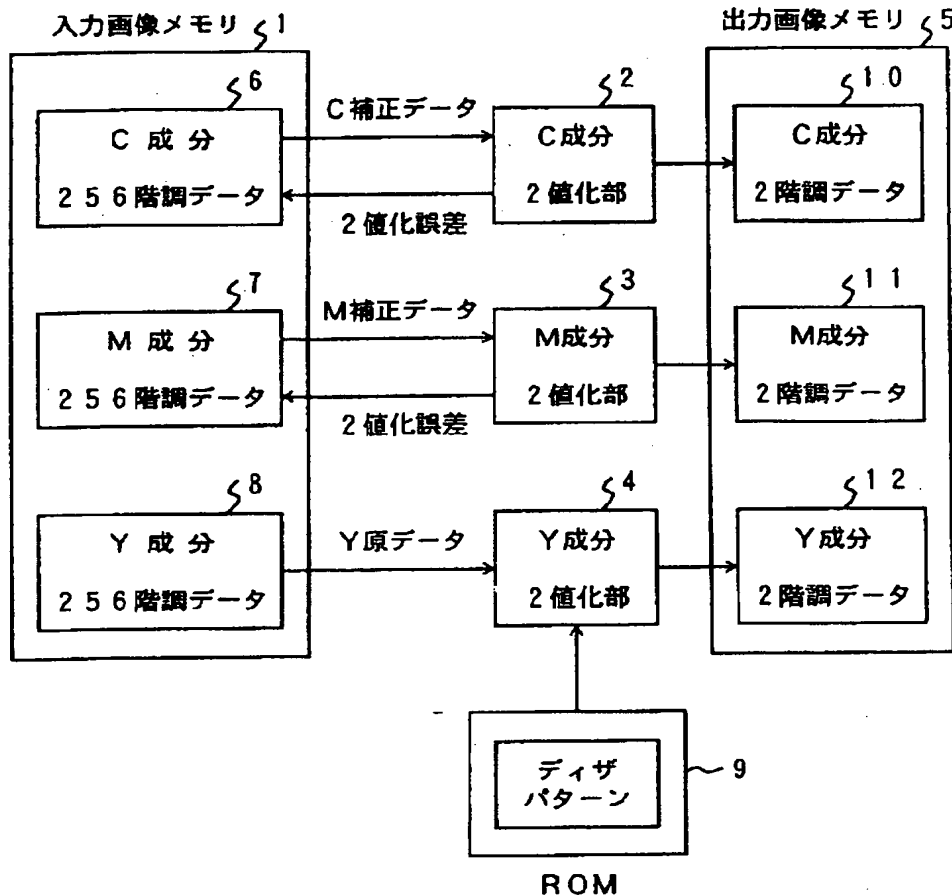 入力画像メモリ 1
出力画像メモリ 5
6
C 成 分
256階調データ
C補正データ
2値化誤差
2
C成分
2値化部
10
C成分
2階調データ
7
M 成 分
256階調データ
M補正データ
2値化誤差
3
M成分
2値化部
11
M成分
2階調データ
8
Y 成 分
256階調データ
Y原データ
4
Y成分
2値化部
12
Y成分
2階調データ
ディザ
パターン
9
ROM